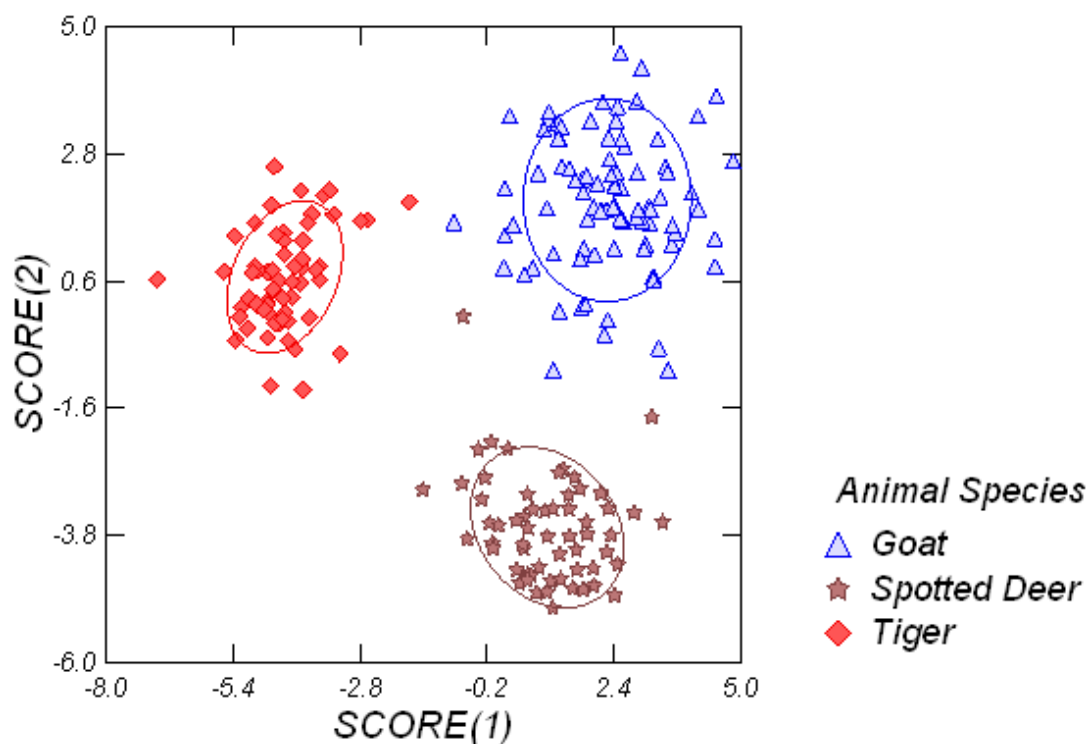 5.0
2.8
0.6
-1.6
-3.8
-6.0
SCORE(2)
-8.0 -5.4 -2.8 -0.2 2.4 5.0
SCORE(1)
Animal Species
Goat
Spotted Deer
Tiger